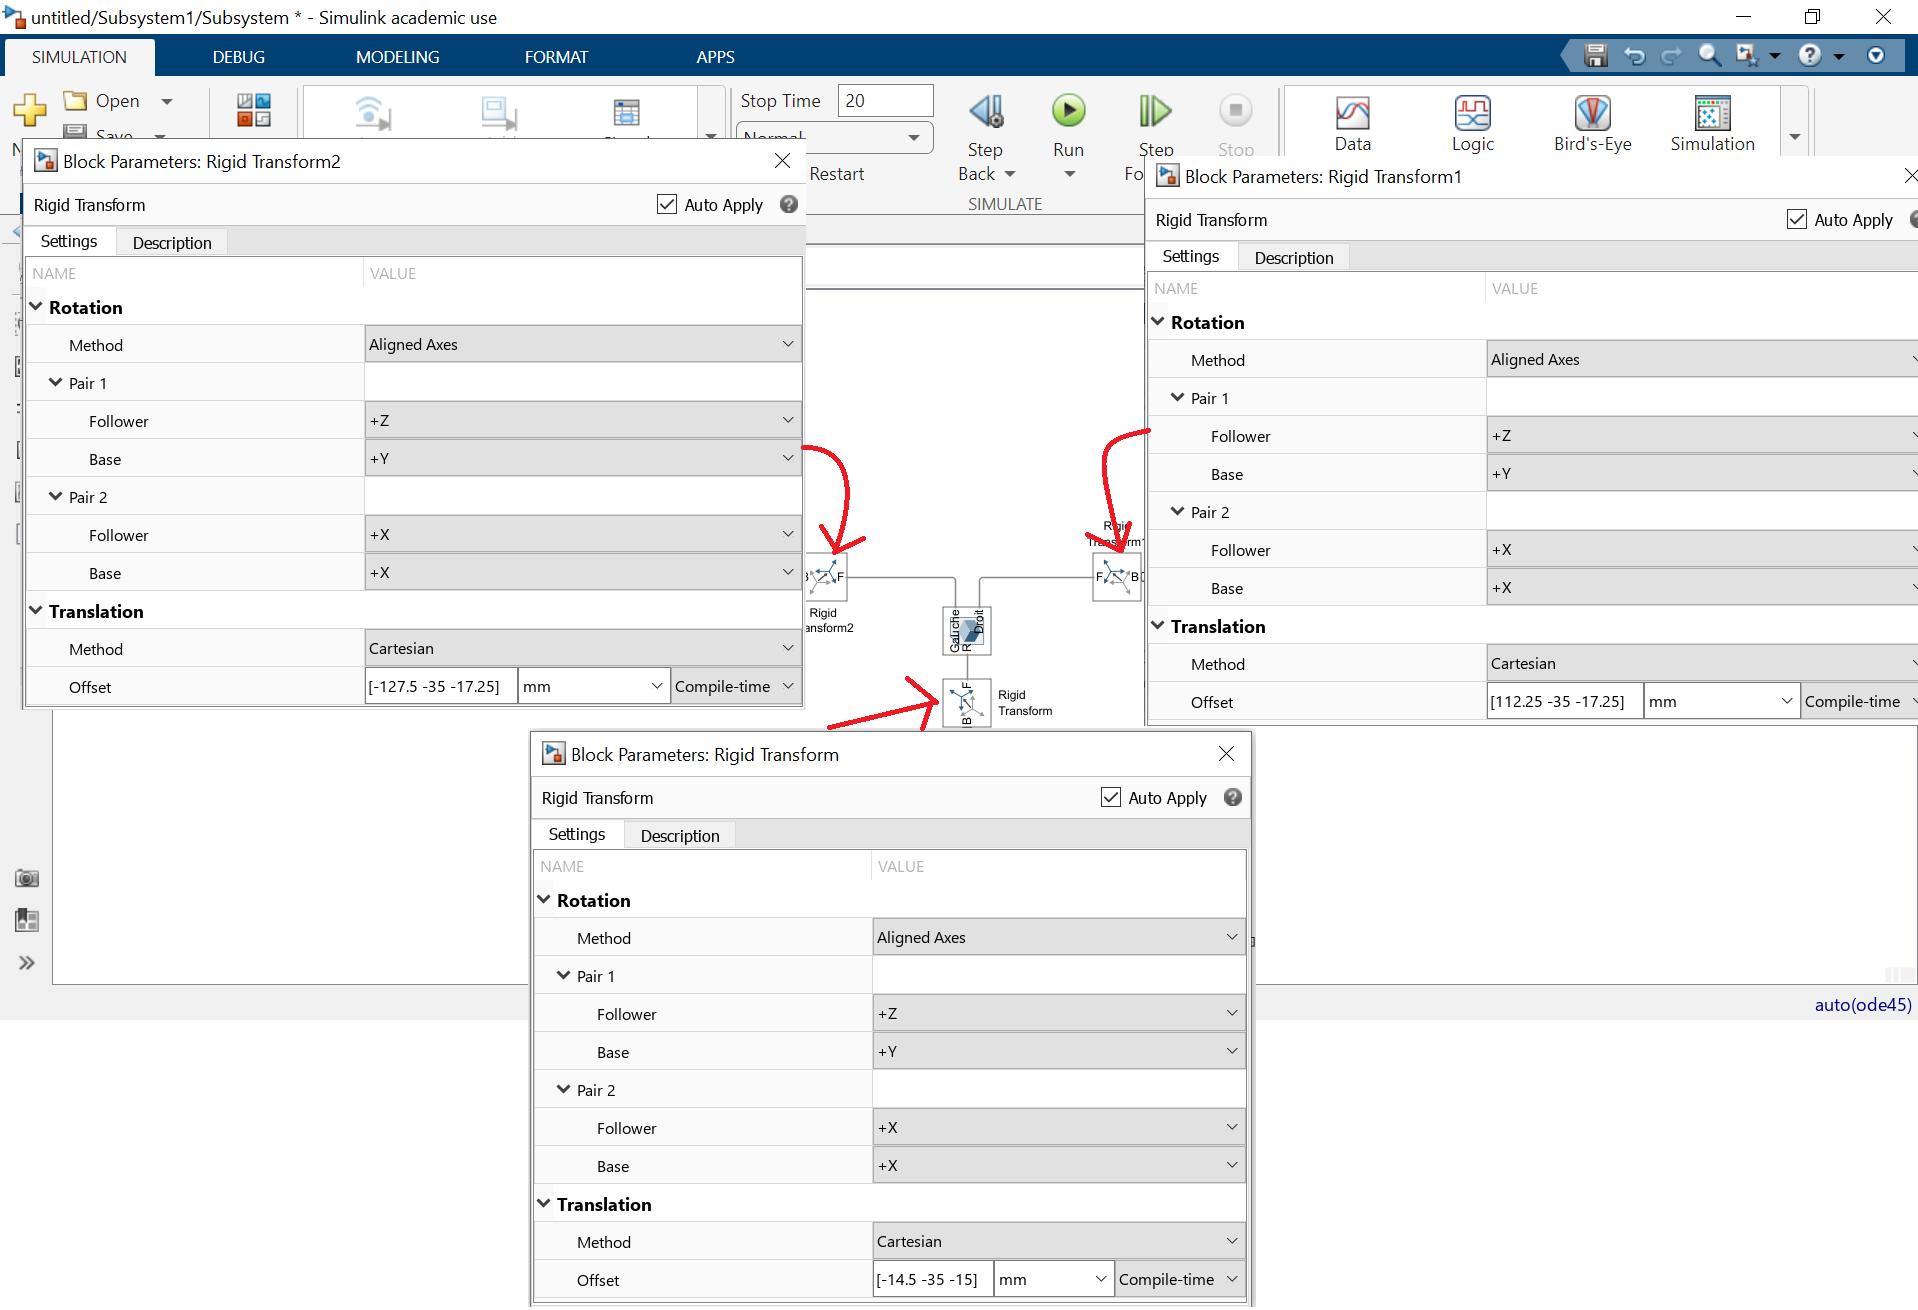 untitled/Subsystem1/Subsystem * - Simulink academic use
SIMULATION DEBUG MODELING FORMAT APPS
Open
Save
Stop Time 20
Normal
Restart
Step Back
Run
Step
Stop
SIMULATE
Data
Logic
Bird's-Eye
Simulation
Block Parameters: Rigid Transform2
Rigid Transform Auto Apply
Settings Description
NAME VALUE
Rotation
Method Aligned Axes
Pair 1
Follower +Z
Base +Y
Pair 2
Follower +X
Base +X
Translation
Method Cartesian
Offset [-127.5 -35 -17.25] mm Compile-time
Block Parameters: Rigid Transform1
Rigid Transform Auto Apply
Settings Description
NAME VALUE
Rotation
Method Aligned Axes
Pair 1
Follower +Z
Base +Y
Pair 2
Follower +X
Base +X
Translation
Method Cartesian
Offset [112.25 -35 -17.25] mm Compile-time
F
Rigid
ansform2
F B
Gauche
Droit
R
F
B
Rigid
Transform
Block Parameters: Rigid Transform
Rigid Transform Auto Apply
Settings Description
NAME VALUE
Rotation
Method Aligned Axes
Pair 1
Follower +Z
Base +Y
Pair 2
Follower +X
Base +X
Translation
Method Cartesian
Offset [-14.5 -35 -15] mm Compile-time
auto(ode45)